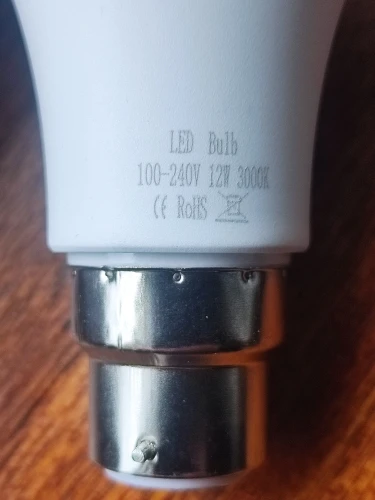 LED Bulb
100-240V 12W 3000K
CE RoHS